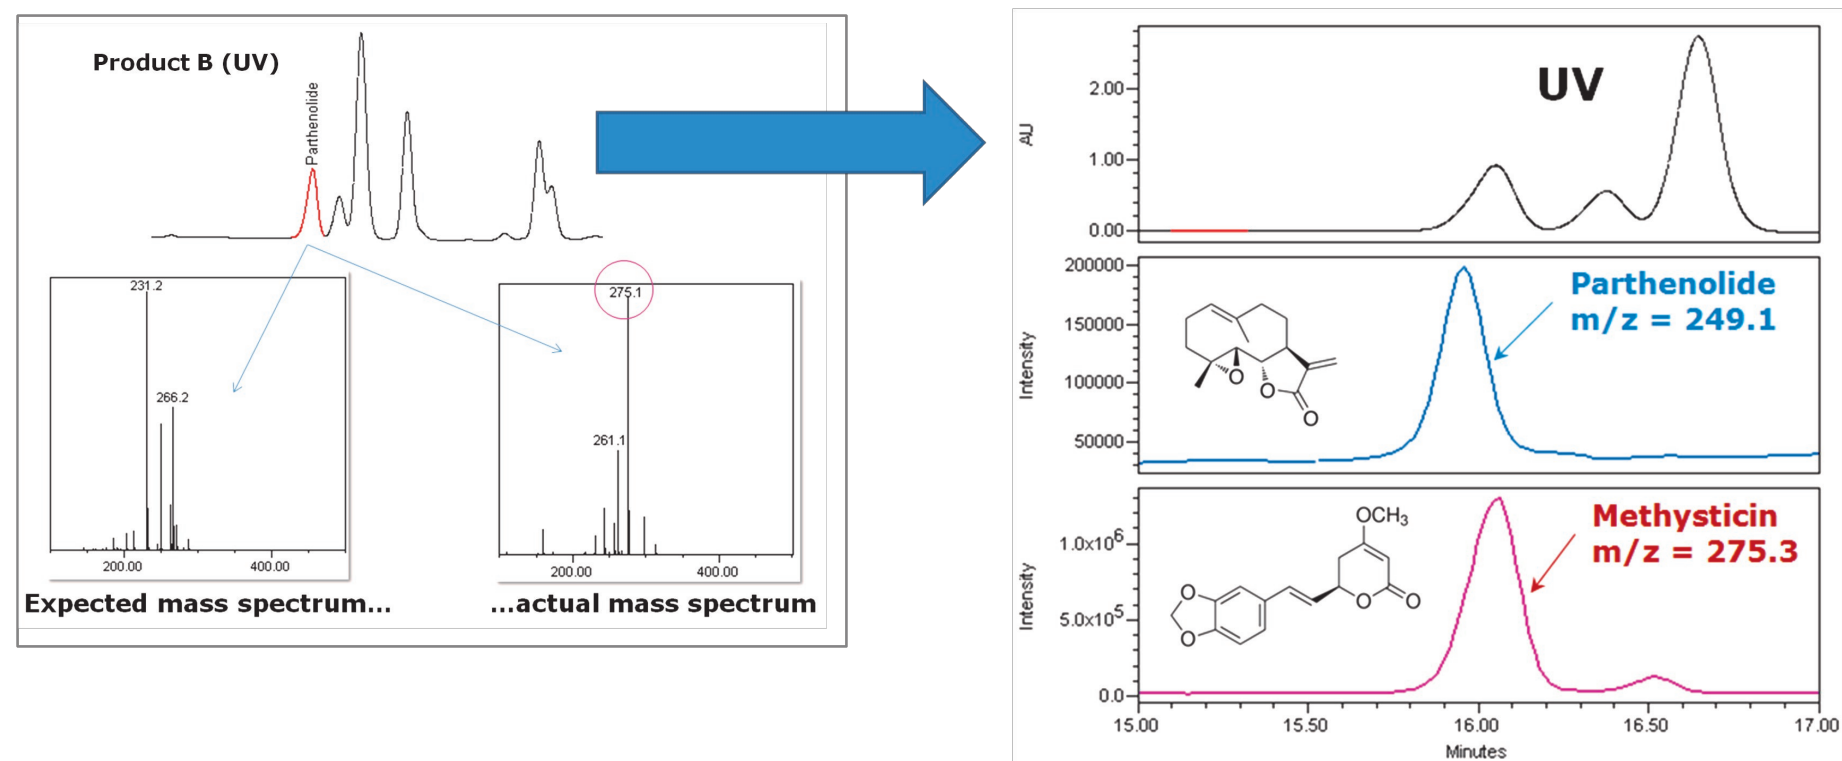 Product B (UV)
Parthenolide
231.2
266.2
200.00
400.00
Expected mass spectrum...
275.1
261.1
200.00
400.00
...actual mass spectrum
UV
AU
2.00
1.00
0.00
Parthenolide
m/z = 249.1
Intensity
200000
150000
100000
50000
O
O
O
Methysticin
m/z = 275.3
Intensity
1.0x10⁶
5.0x10⁵
0.0
OCH₃
O
O
O
O
15.00
15.50
16.00
16.50
17.00
Minutes